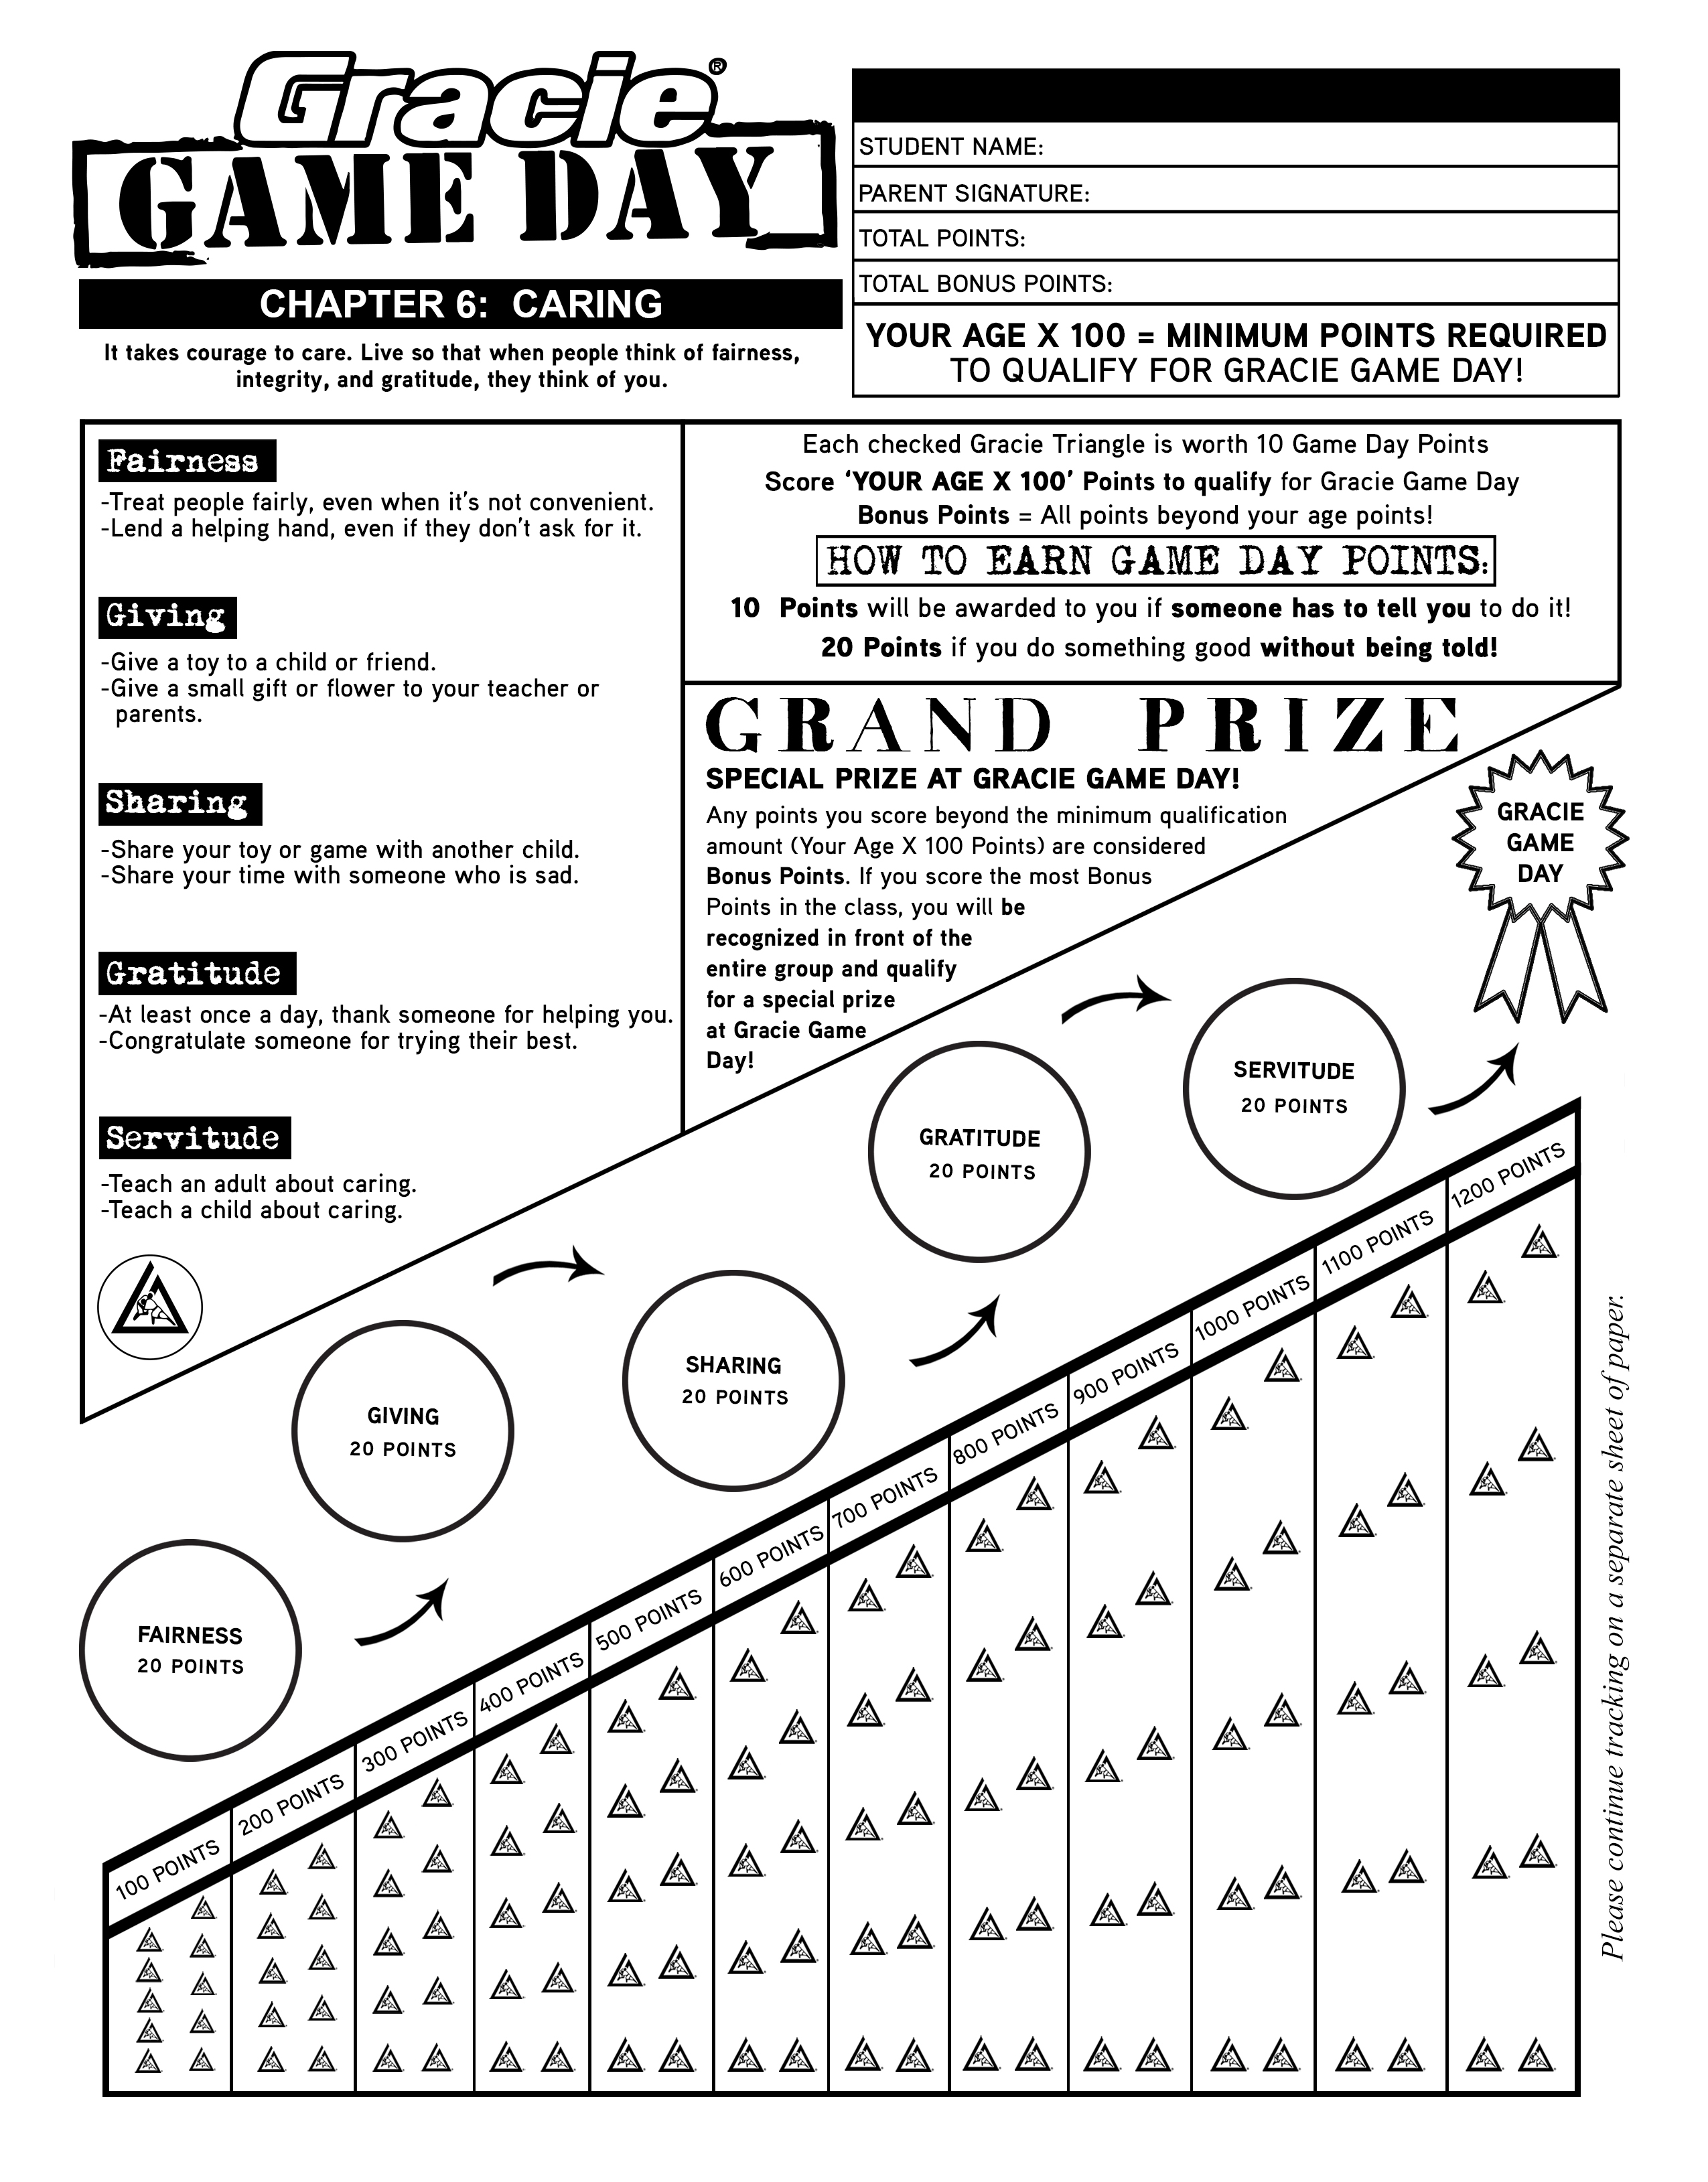 Gracie®
GAME DAY
CHAPTER 6: CARING
It takes courage to care. Live so that when people think of fairness,
integrity, and gratitude, they think of you.
STUDENT NAME:
PARENT SIGNATURE:
TOTAL POINTS:
TOTAL BONUS POINTS:
YOUR AGE X 100 = MINIMUM POINTS REQUIRED
TO QUALIFY FOR GRACIE GAME DAY!
Fairness
-Treat people fairly, even when it's not convenient.
-Lend a helping hand, even if they don't ask for it.
Giving
-Give a toy to a child or friend.
-Give a small gift or flower to your teacher or
parents.
Sharing
-Share your toy or game with another child.
-Share your time with someone who is sad.
Gratitude
-At least once a day, thank someone for helping you.
-Congratulate someone for trying their best.
Servitude
-Teach an adult about caring.
-Teach a child about caring.
Each checked Gracie Triangle is worth 10 Game Day Points
Score ‘YOUR AGE X 100’ Points to qualify for Gracie Game Day
Bonus Points = All points beyond your age points!
HOW TO EARN GAME DAY POINTS:
10 Points will be awarded to you if someone has to tell you to do it!
20 Points if you do something good without being told!
GRAND PRIZE
SPECIAL PRIZE AT GRACIE GAME DAY!
Any points you score beyond the minimum qualification
amount (Your Age X 100 Points) are considered
Bonus Points. If you score the most Bonus
Points in the class, you will be
recognized in front of the
entire group and qualify
for a special prize
at Gracie Game
Day!
GRACIE
GAME
DAY
FAIRNESS
20 POINTS
GIVING
20 POINTS
SHARING
20 POINTS
GRATITUDE
20 POINTS
SERVITUDE
20 POINTS
100 POINTS
200 POINTS
300 POINTS
400 POINTS
500 POINTS
600 POINTS
700 POINTS
800 POINTS
900 POINTS
1000 POINTS
1100 POINTS
1200 POINTS
Please continue tracking on a separate sheet of paper.